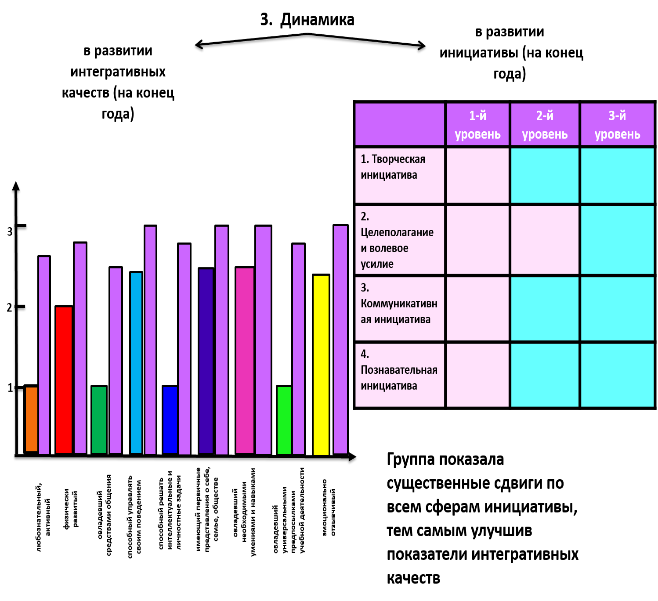 3. Динамика
в развитии
интегративных
качеств (на конец
года)
в развитии
инициативы (на конец
года)
1-й
уровень
2-й
уровень
3-й
уровень
1. Творческая
инициатива
2.
Целеполагание
и волевое
усилие
3.
Коммуникативн
ая инициатива
4.
Познавательная
инициатива
3
2
1
любознательный,
активный
физически
развитый
овладевший
средствами общения
способный управлять
своим поведением
способный решать
интеллектуальные и
личностные задачи
имеющий первичные
представления о себе,
семье, обществе
овладевший
необходимыми
умениями и навыками
овладевший
универсальными
предпосылками
учебной деятельности
эмоционально
отзывчивый
Группа показала
существенные сдвиги по
всем сферам инициативы,
тем самым улучшив
показатели интегративных
качеств